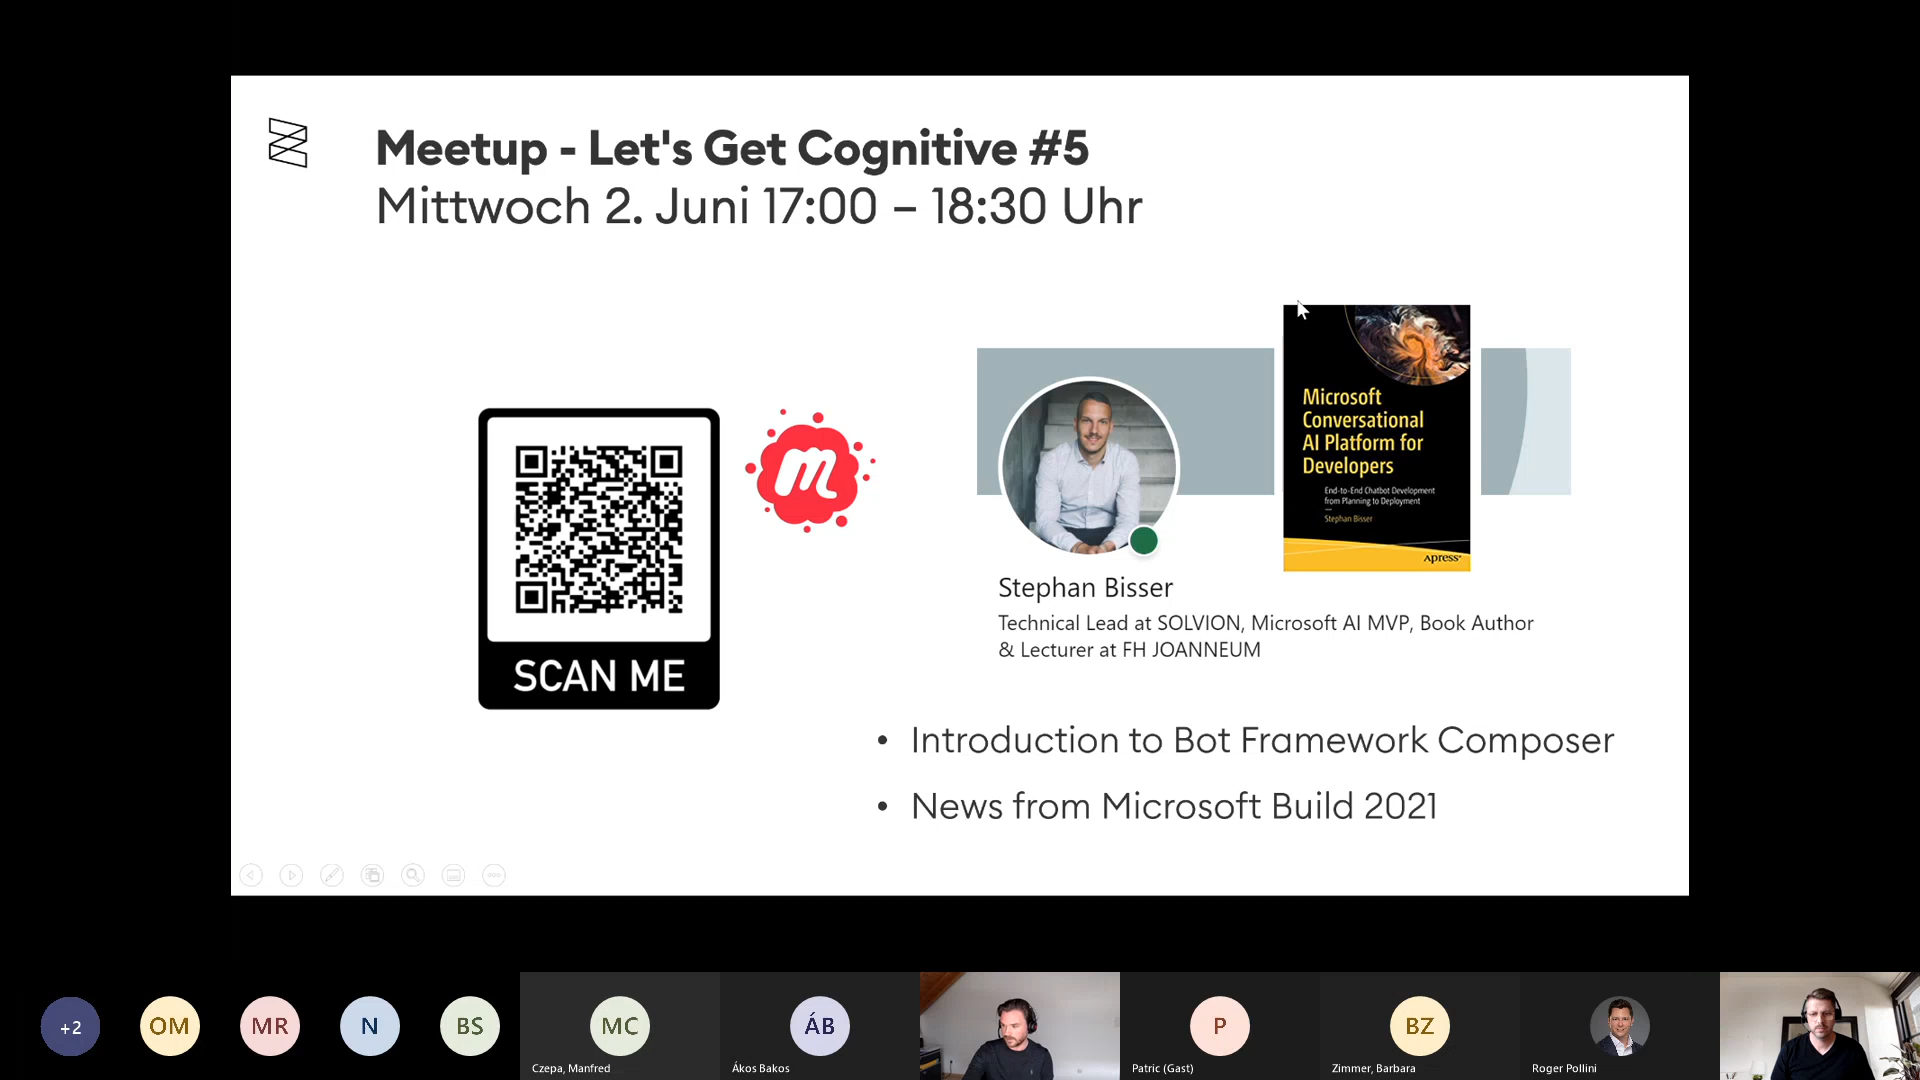 Meetup - Let's Get Cognitive #5
Mittwoch 2. Juni 17:00 – 18:30 Uhr
SCAN ME
m
Microsoft
Conversational
AI Platform for
Developers
End-to-End Chatbot Development
from Planning to Deployment
Stephan Bisser
Apress®
Stephan Bisser
Technical Lead at SOLVION, Microsoft AI MVP, Book Author
& Lecturer at FH JOANNEUM
• Introduction to Bot Framework Composer
• News from Microsoft Build 2021
+2
OM
MR
N
BS
MC
Czepa, Manfred
ÁB
Ákos Bakos
P
Patric (Gast)
BZ
Zimmer, Barbara
Roger Pollini